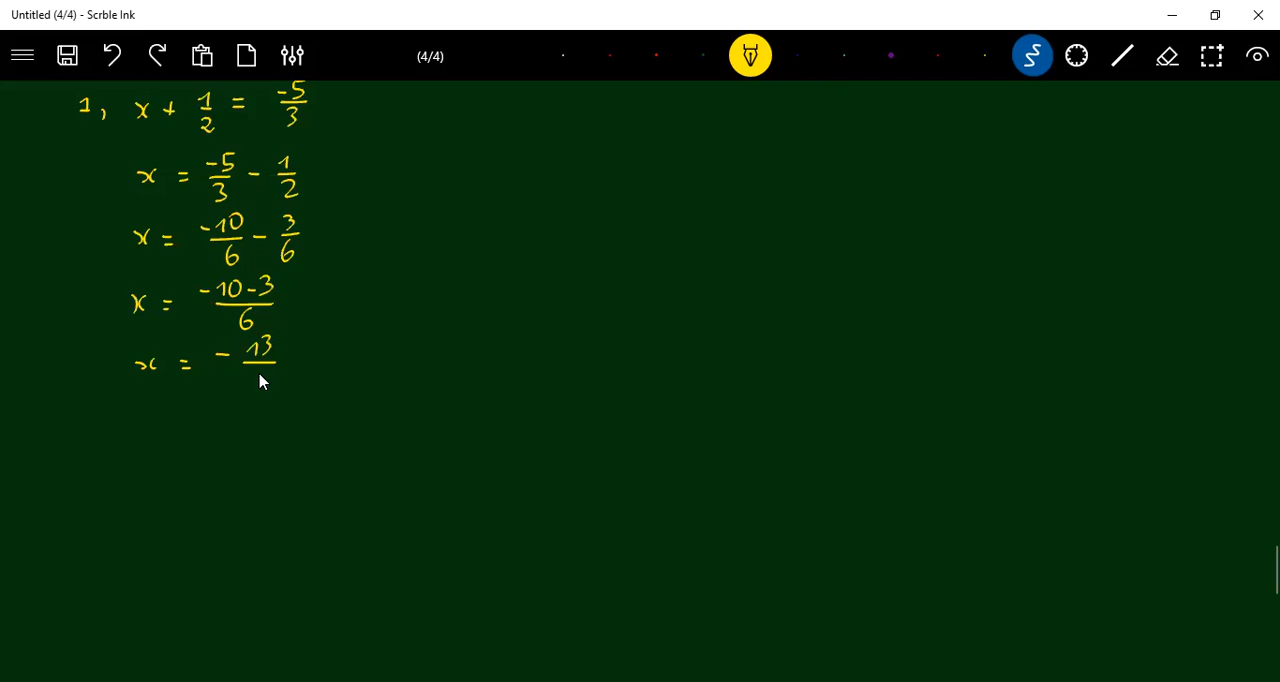 Untitled (4/4) - Scrble Ink
(4/4)
1, x + 1/2 = -5/3
x = -5/3 - 1/2
x = -10/6 - 3/6
x = -10-3/6
x = - 13/